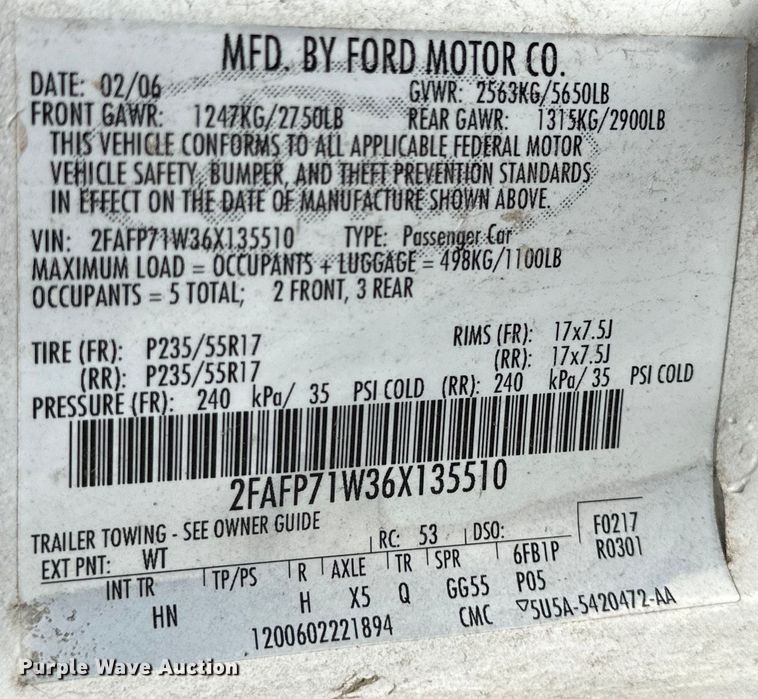 MFD. BY FORD MOTOR CO.
DATE: 02/06 GVWR: 2563KG/5650LB
FRONT GAWR: 1247KG/2750LB REAR GAWR: 1315KG/2900LB
THIS VEHICLE CONFORMS TO ALL APPLICABLE FEDERAL MOTOR
VEHICLE SAFETY, BUMPER, AND THEFT PREVENTION STANDARDS
IN EFFECT ON THE DATE OF MANUFACTURE SHOWN ABOVE.
VIN: 2FAFP71W36X135510 TYPE: Passenger Car
MAXIMUM LOAD = OCCUPANTS + LUGGAGE = 498KG/1100LB
OCCUPANTS = 5 TOTAL; 2 FRONT, 3 REAR
TIRE (FR): P235/55R17 RIMS (FR): 17x7.5J
(RR): P235/55R17 (RR): 17x7.5J
PRESSURE (FR): 240 kPa/ 35 PSI COLD (RR): 240 kPa/ 35 PSI COLD
2FAFP71W36X135510
TRAILER TOWING - SEE OWNER GUIDE
EXT PNT: WT RC: 53 DSO: F0217
INT TR TP/PS R AXLE TR SPR 6FB1P R0301
HN H X5 Q GG55 P05
1200602221894 CMC ▽5U5A-5420472-AA
Purple Wave Auction